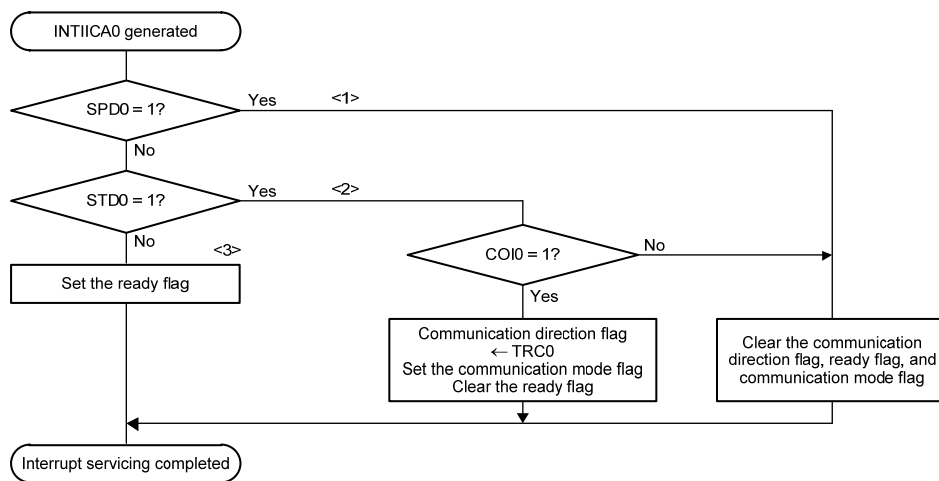 INTIICA0 generated
SPD0 = 1?
Yes
<1>
No
STD0 = 1?
Yes
<2>
No
<3>
COI0 = 1?
No
Yes
Set the ready flag
Communication direction flag
← TRC0
Set the communication mode flag
Clear the ready flag
Clear the communication
direction flag, ready flag, and
communication mode flag
Interrupt servicing completed